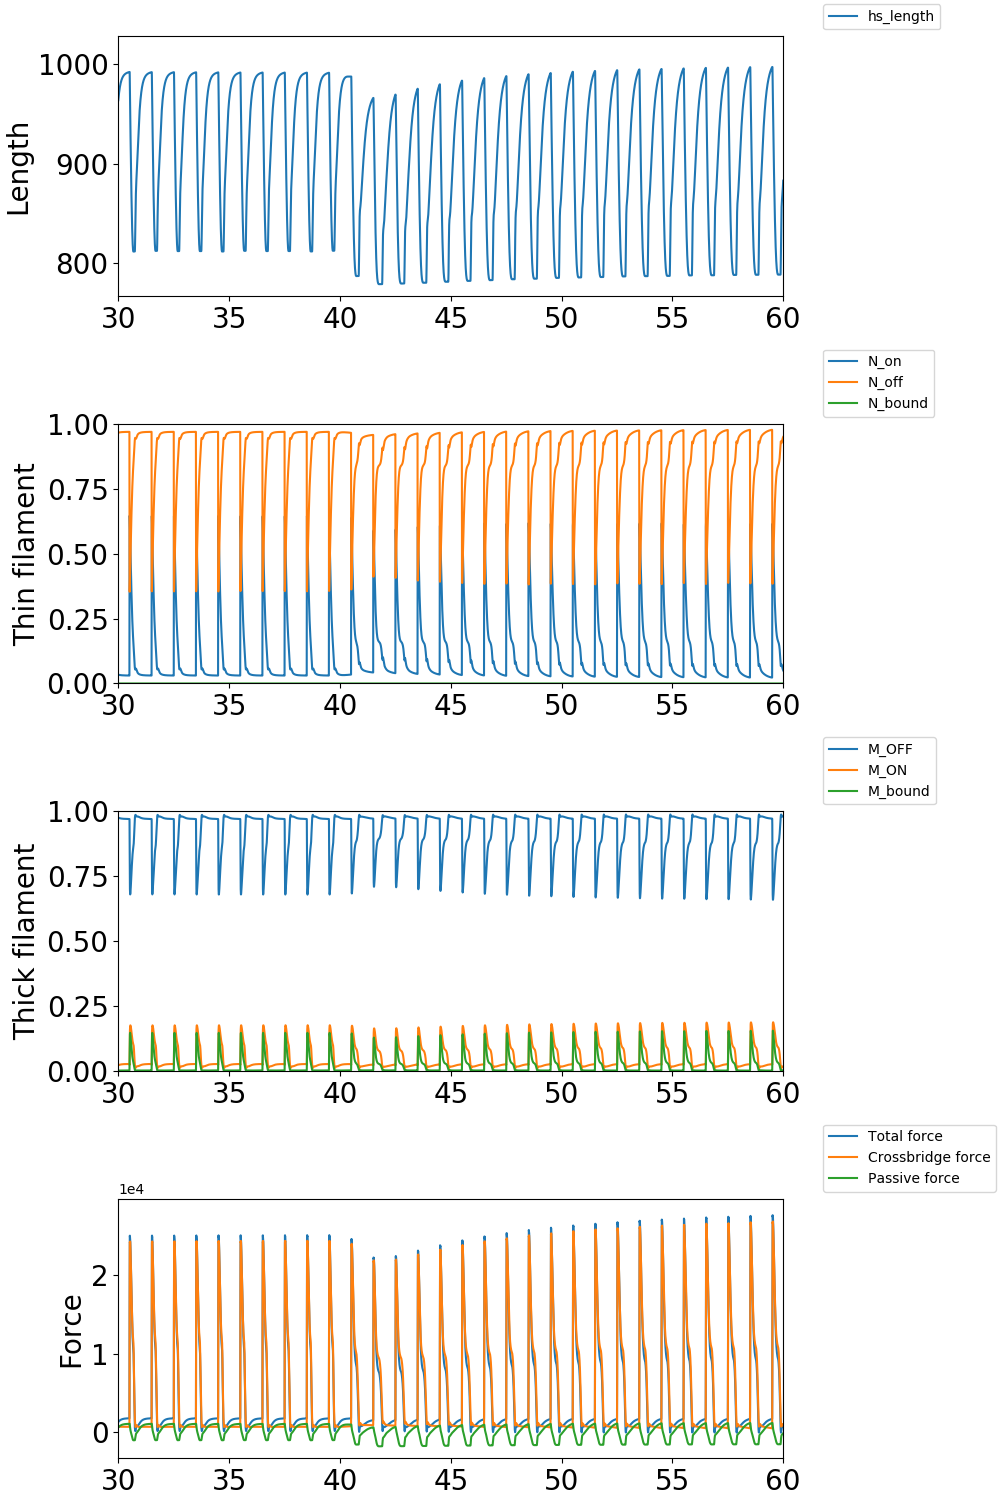 hs_length
1000
900
800
Length
30 35 40 45 50 55 60
N_on
N_off
N_bound
1.00
0.75
0.50
0.25
0.00
Thin filament
30 35 40 45 50 55 60
M_OFF
M_ON
M_bound
1.00
0.75
0.50
0.25
0.00
Thick filament
30 35 40 45 50 55 60
Total force
Crossbridge force
Passive force
1e4
2
1
0
Force
30 35 40 45 50 55 60